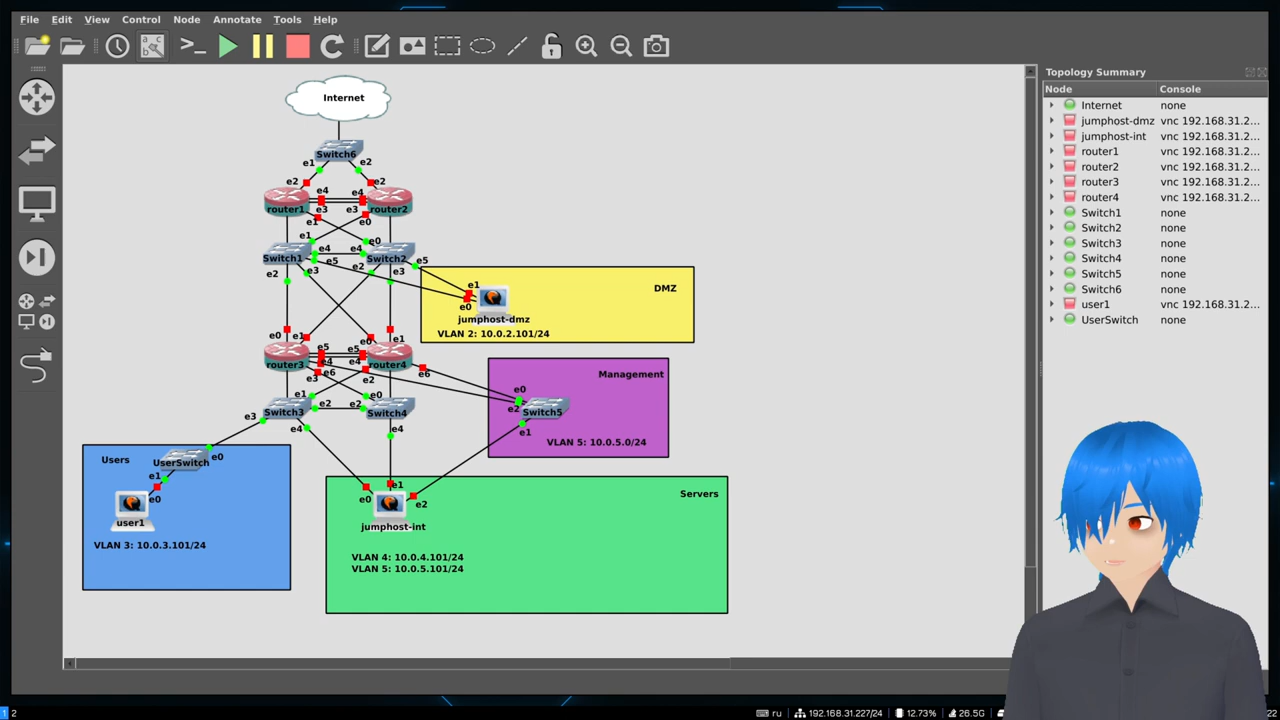 File Edit View Control Node Annotate Tools Help
Internet
Switch6
e1 e2
e2 e2
router1 e4 e4 router2
e3 e3
e1 e0
e1 e0
Switch1 e4 e4 Switch2
e5
e2 e3 e2 e3 e5
DMZ
e1
e0
jumphost-dmz
VLAN 2: 10.0.2.101/24
e0 e1 e0 e1
router3 e5 e5 router4
e4 e4
e3 e6 e2 e6
Management
e0
e2
Switch5
e1
VLAN 5: 10.0.5.0/24
e1 e0
Switch3 e2 e2 Switch4
e3 e4 e4
Users
UserSwitch e0
e1
e0
user1
VLAN 3: 10.0.3.101/24
Servers
e0 e1 e2
jumphost-int
VLAN 4: 10.0.4.101/24
VLAN 5: 10.0.5.101/24
Topology Summary
Node Console
Internet none
jumphost-dmz vnc 192.168.31.2...
jumphost-int vnc 192.168.31.2...
router1 vnc 192.168.31.2...
router2 vnc 192.168.31.2...
router3 vnc 192.168.31.2...
router4 vnc 192.168.31.2...
Switch1 none
Switch2 none
Switch3 none
Switch4 none
Switch5 none
Switch6 none
user1 vnc 192.168.31.2...
UserSwitch none
1 2
ru 192.168.31.227/24 12.73% 26.5G
22